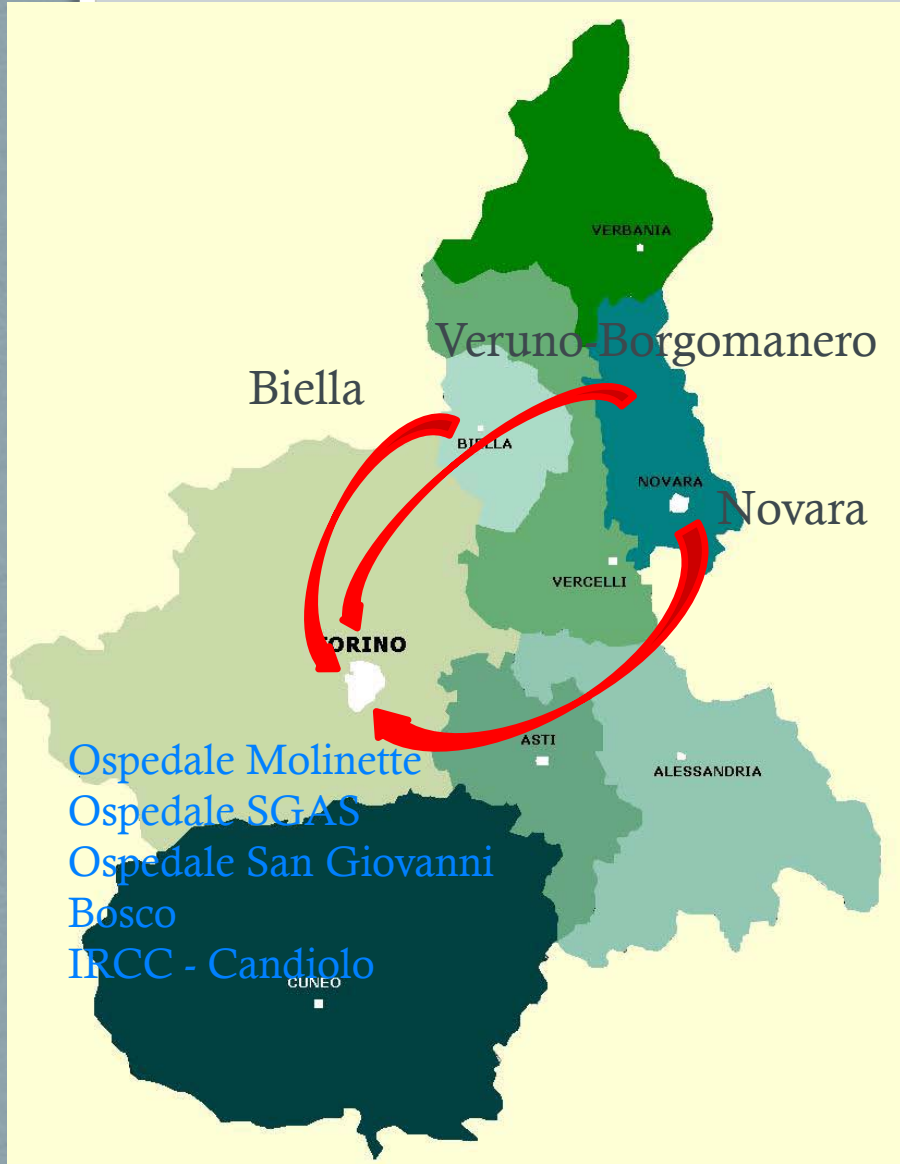 VERBANIA
Veruno-Borgomanero
Biella
BIELLA
NOVARA
Novara
VERCELLI
TORINO
ASTI
Ospedale Molinette
ALESSANDRIA
Ospedale SGAS
Ospedale San Giovanni
Bosco
IRCC - Candiolo
CUNEO